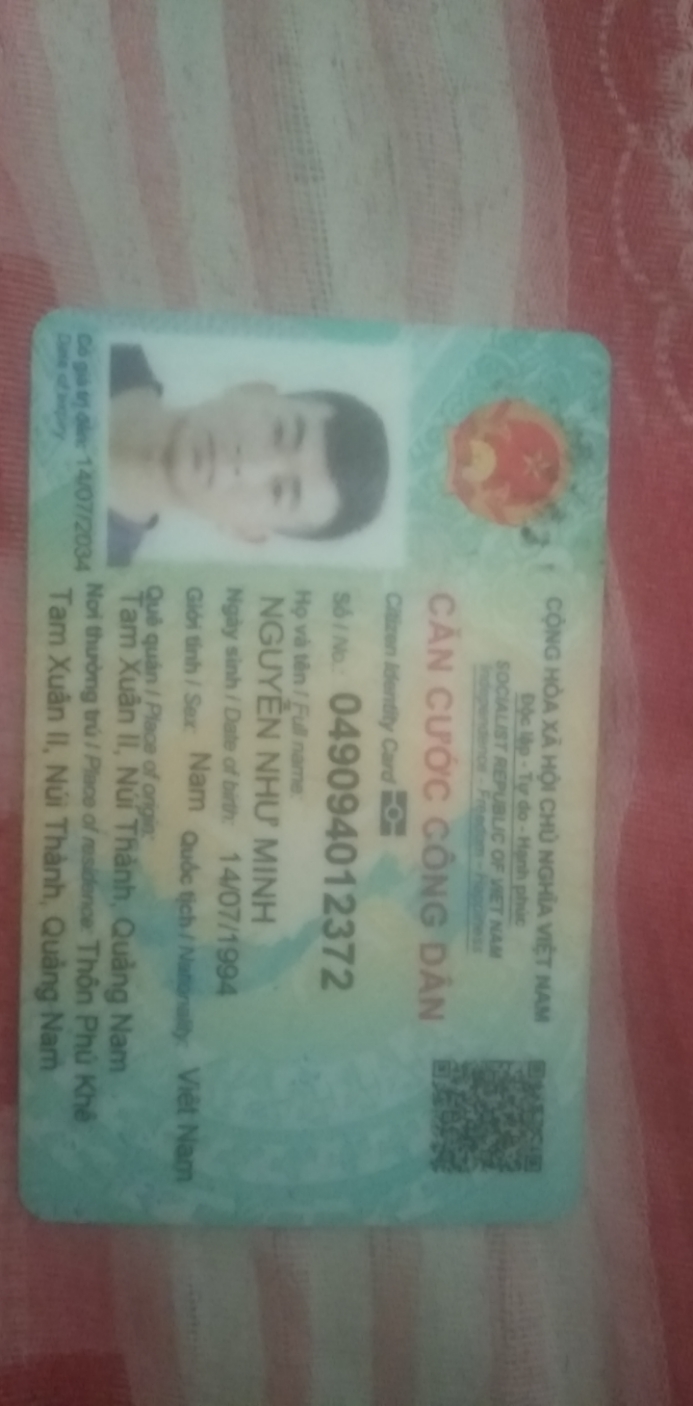 CỘNG HÒA XÃ HỘI CHỦ NGHĨA VIỆT NAM
Độc lập - Tự do - Hạnh phúc
SOCIALIST REPUBLIC OF VIET NAM
Independence - Freedom - Happiness
CĂN CƯỚC CÔNG DÂN
Citizen Identity Card
Số / No.: 049094012372
Họ và tên / Full name:
NGUYỄN NHƯ MINH
Ngày sinh / Date of birth: 14/07/1994
Giới tính / Sex: Nam Quốc tịch / Nationality: Việt Nam
Quê quán / Place of origin:
Tam Xuân II, Núi Thành, Quảng Nam
Nơi thường trú / Place of residence: Thôn Phú Khê
Tam Xuân II, Núi Thành, Quảng Nam
Có giá trị đến: 14/07/2034
Date of expiry